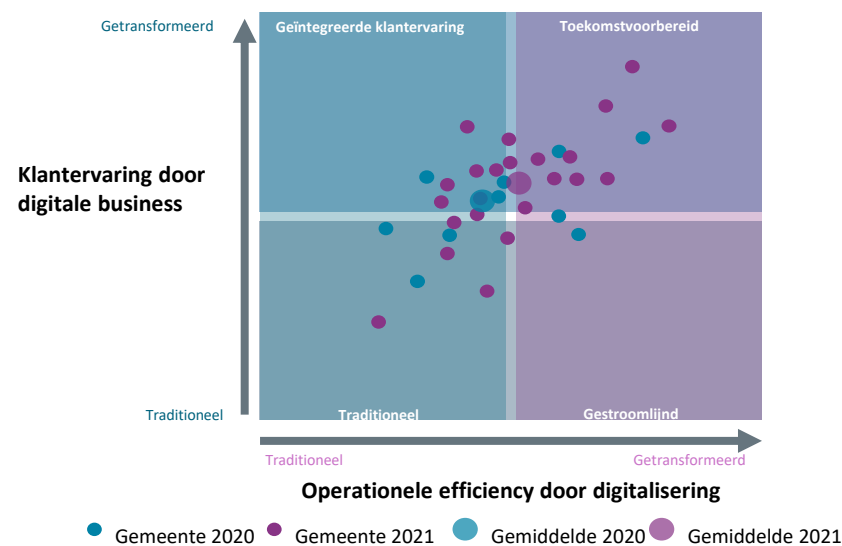 Getransformeerd
Geïntegreerde klantervaring
Toekomstvoorbereid
Klantervaring door
digitale business
Traditioneel
Traditioneel
Gestroomlijnd
Traditioneel
Getransformeerd
Operationele efficiency door digitalisering
Gemeente 2020
Gemeente 2021
Gemiddelde 2020
Gemiddelde 2021